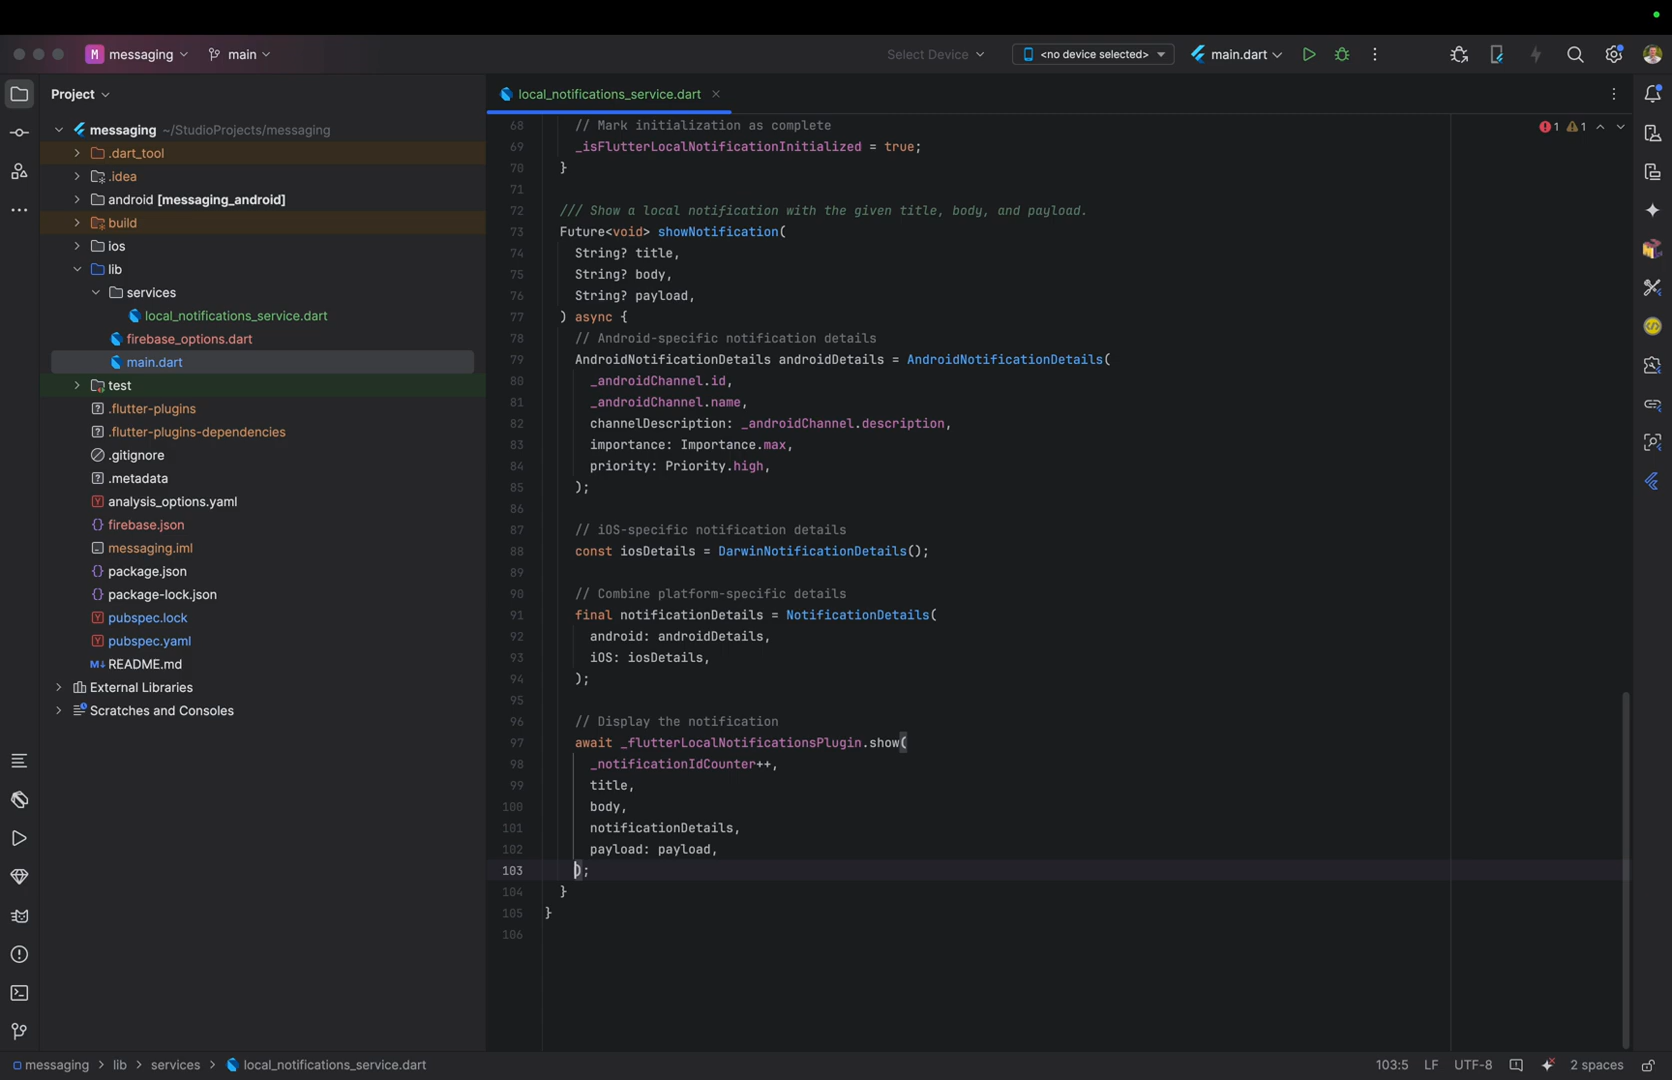 M messaging
main
Select Device
<no device selected>
main.dart
Project
local_notifications_service.dart
messaging ~/StudioProjects/messaging
.dart_tool
.idea
android [messaging_android]
build
ios
lib
services
local_notifications_service.dart
firebase_options.dart
main.dart
test
.flutter-plugins
.flutter-plugins-dependencies
.gitignore
.metadata
analysis_options.yaml
firebase.json
messaging.iml
package.json
package-lock.json
pubspec.lock
pubspec.yaml
README.md
External Libraries
Scratches and Consoles
1 1
68 // Mark initialization as complete
69 _isFlutterLocalNotificationInitialized = true;
70 }
71
72 /// Show a local notification with the given title, body, and payload.
73 Future<void> showNotification(
74 String? title,
75 String? body,
76 String? payload,
77 ) async {
78 // Android-specific notification details
79 AndroidNotificationDetails androidDetails = AndroidNotificationDetails(
80 _androidChannel.id,
81 _androidChannel.name,
82 channelDescription: _androidChannel.description,
83 importance: Importance.max,
84 priority: Priority.high,
85 );
86
87 // iOS-specific notification details
88 const iosDetails = DarwinNotificationDetails();
89
90 // Combine platform-specific details
91 final notificationDetails = NotificationDetails(
92 android: androidDetails,
93 iOS: iosDetails,
94 );
95
96 // Display the notification
97 await _flutterLocalNotificationsPlugin.show(
98 _notificationIdCounter++,
99 title,
100 body,
101 notificationDetails,
102 payload: payload,
103 );
104 }
105 }
106
messaging > lib > services > local_notifications_service.dart
103:5 LF UTF-8 2 spaces